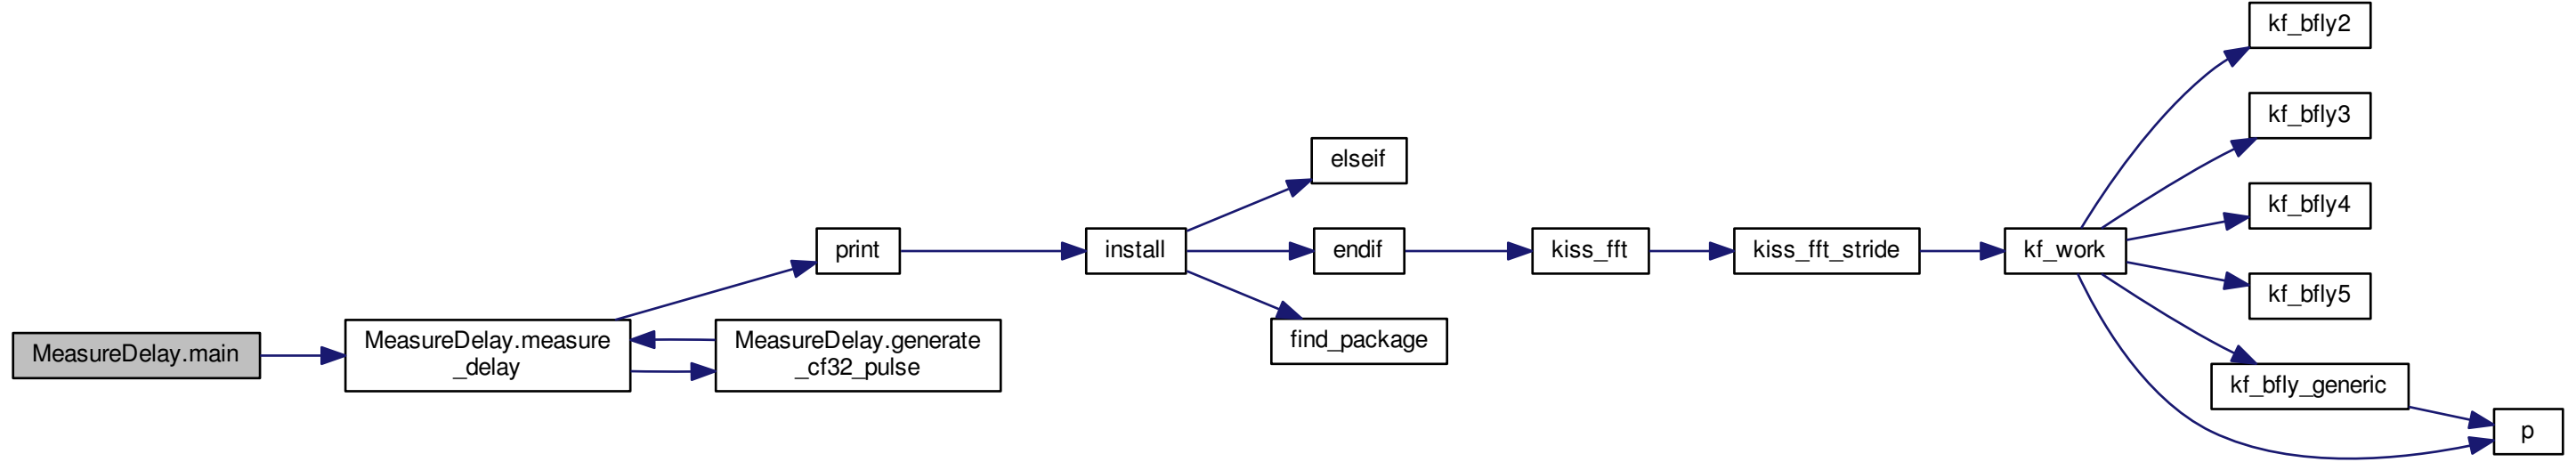 MeasureDelay.main
MeasureDelay.measure
_delay
print
MeasureDelay.generate
_cf32_pulse
install
elseif
endif
find_package
kiss_fft
kiss_fft_stride
kf_work
kf_bfly2
kf_bfly3
kf_bfly4
kf_bfly5
kf_bfly_generic
p